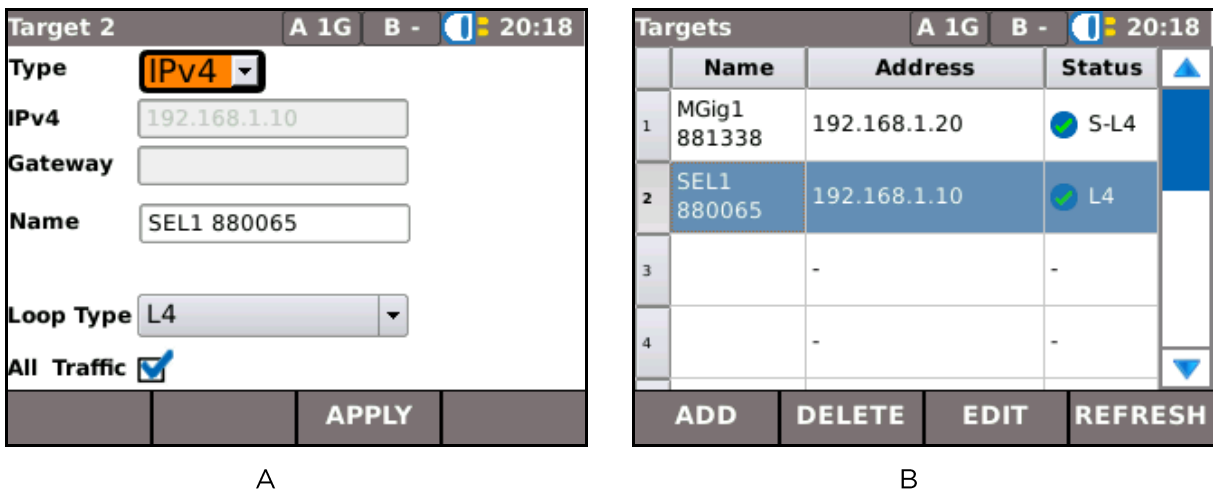 Target 2 A 1G B - 20:18
Type IPv4
IPv4 192.168.1.10
Gateway
Name SEL1 880065
Loop Type L4
All Traffic
APPLY
A
Targets A 1G B - 20:18
Name Address Status
1 MGig1 881338 192.168.1.20 S-L4
2 SEL1 880065 192.168.1.10 L4
3 - -
4 - -
ADD DELETE EDIT REFRESH
B